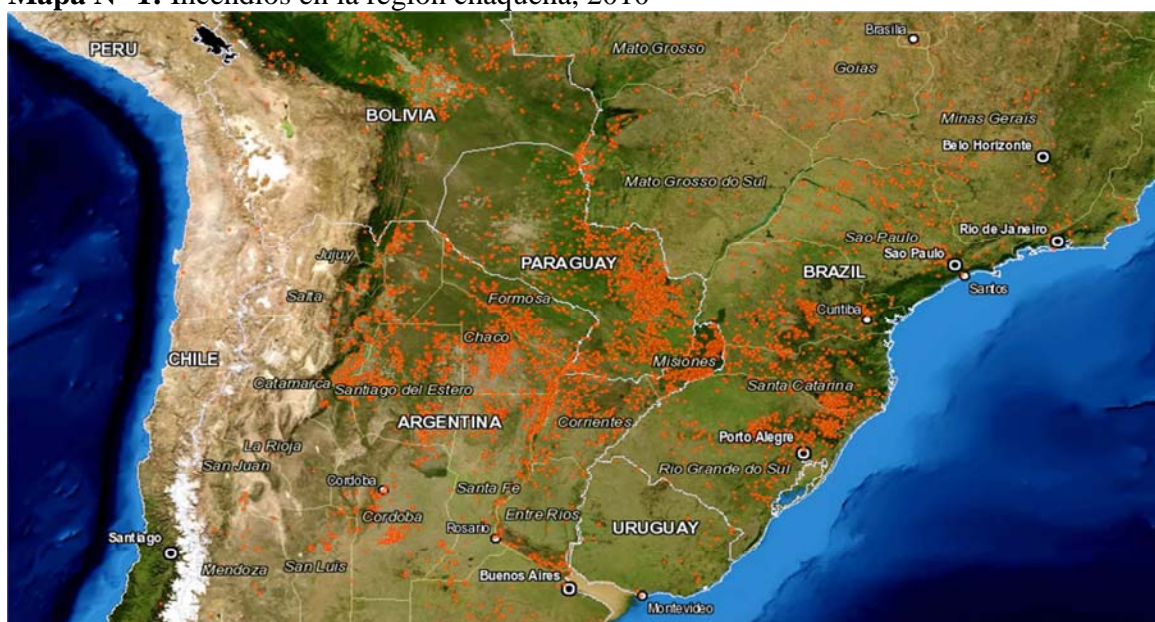 Mapa N° 1: Incendios en la región chaqueña, 2010
PERU
Mato Grosso
Brasilia
Goias
BOLIVIA
Minas Gerais
Belo Horizonte
Mato Grosso do Sul
Rio de Janeiro
Sao Paulo
Sao Paulo
Jujuy
PARAGUAY
BRAZIL
Santos
Salta
Formosa
Curitiba
Chaco
CHILE
Misiones
Catamarca
Santiago del Estero
Santa Catarina
ARGENTINA
Corrientes
Porto Alegre
La Rioja
San Juan
Rio Grande do Sul
Cordoba
Santa Fe
Cordoba
Entre Rios
Rosario
URUGUAY
Santiago
Mendoza
San Luis
Buenos Aires
Montevideo